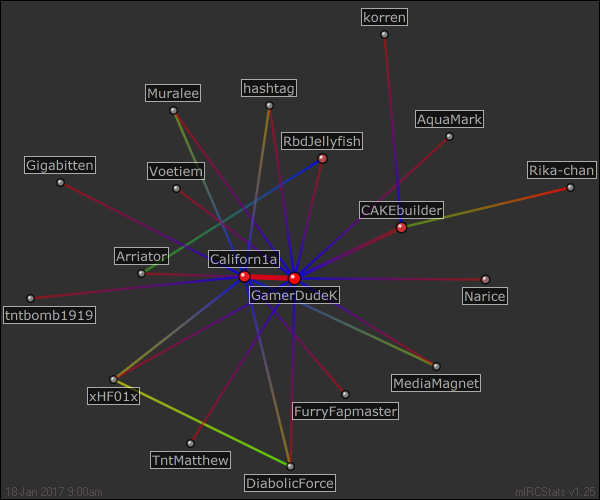 korren
Muralee
hashtag
RbdJellyfish
AquaMark
Gigabitten
Voetiem
Rika-chan
CAKEbuilder
Arriator
Californ1a
GamerDudeK
Narice
tntbomb1919
MediaMagnet
xHF01x
FurryFapmaster
TntMatthew
DiabolicForce
18 Jan 2017 9:00am
mIRCStats v1.25